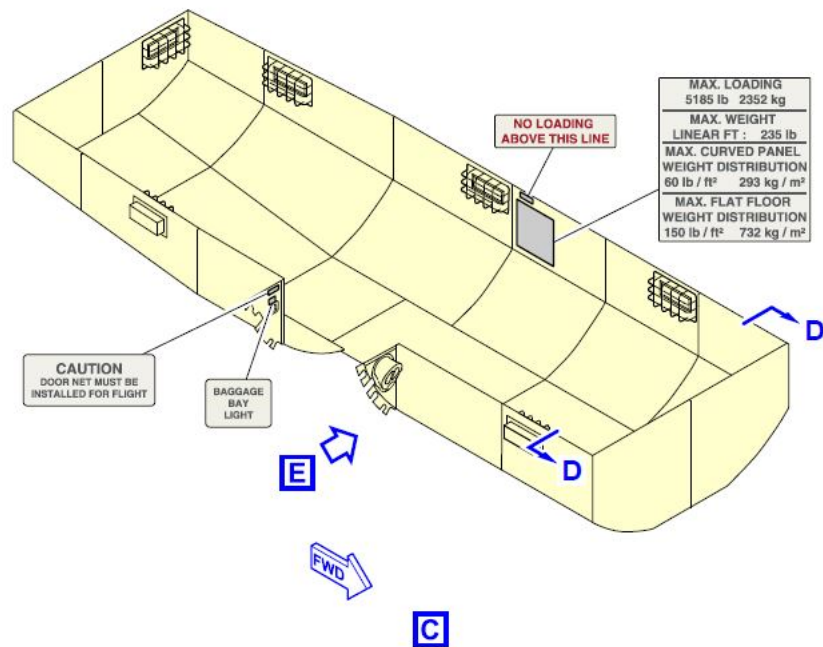 MAX. LOADING
5185 lb 2352 kg
MAX. WEIGHT
LINEAR FT : 235 lb
MAX. CURVED PANEL
WEIGHT DISTRIBUTION
60 lb / ft² 293 kg / m²
MAX. FLAT FLOOR
WEIGHT DISTRIBUTION
150 lb / ft² 732 kg / m²
NO LOADING
ABOVE THIS LINE
D
CAUTION
DOOR NET MUST BE
INSTALLED FOR FLIGHT
BAGGAGE
BAY
LIGHT
E
D
FWD
C